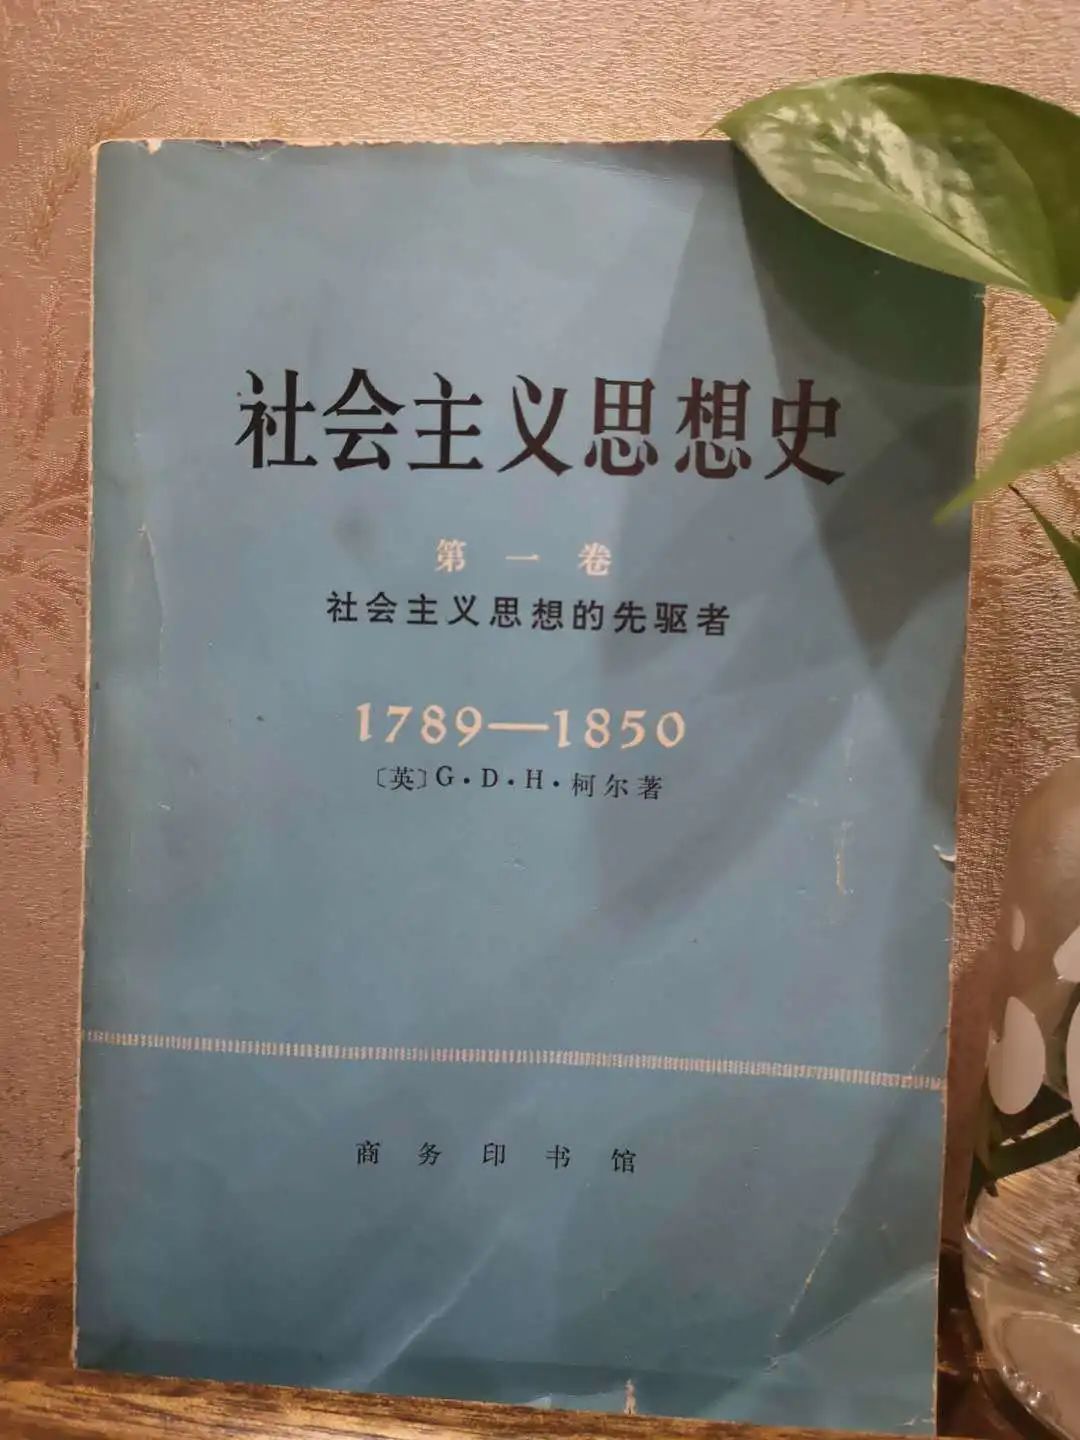 社会主义思想史
第一卷
社会主义思想的先驱者
1789—1850
〔英〕G·D·H·柯尔著
商务印书馆